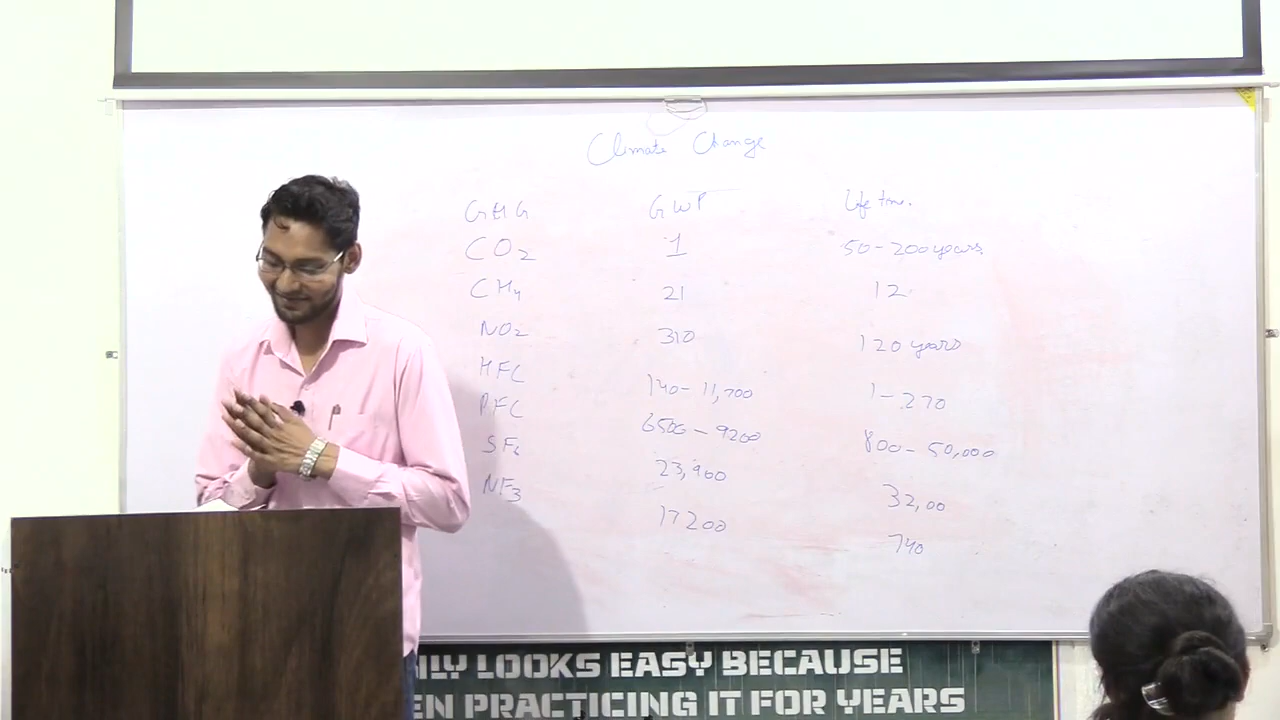 Climate Change
GHG GWP Life time.
CO2 1 50-200 years.
CH4 21 12
NO2 310 120 years
HFC 140-11,700 1-270
PFC 6500-9200 800-50,000
SF6 23,900 32,00
NF3 17200 740
LY LOOKS EASY BECAUSE
EN PRACTICING IT FOR YEARS